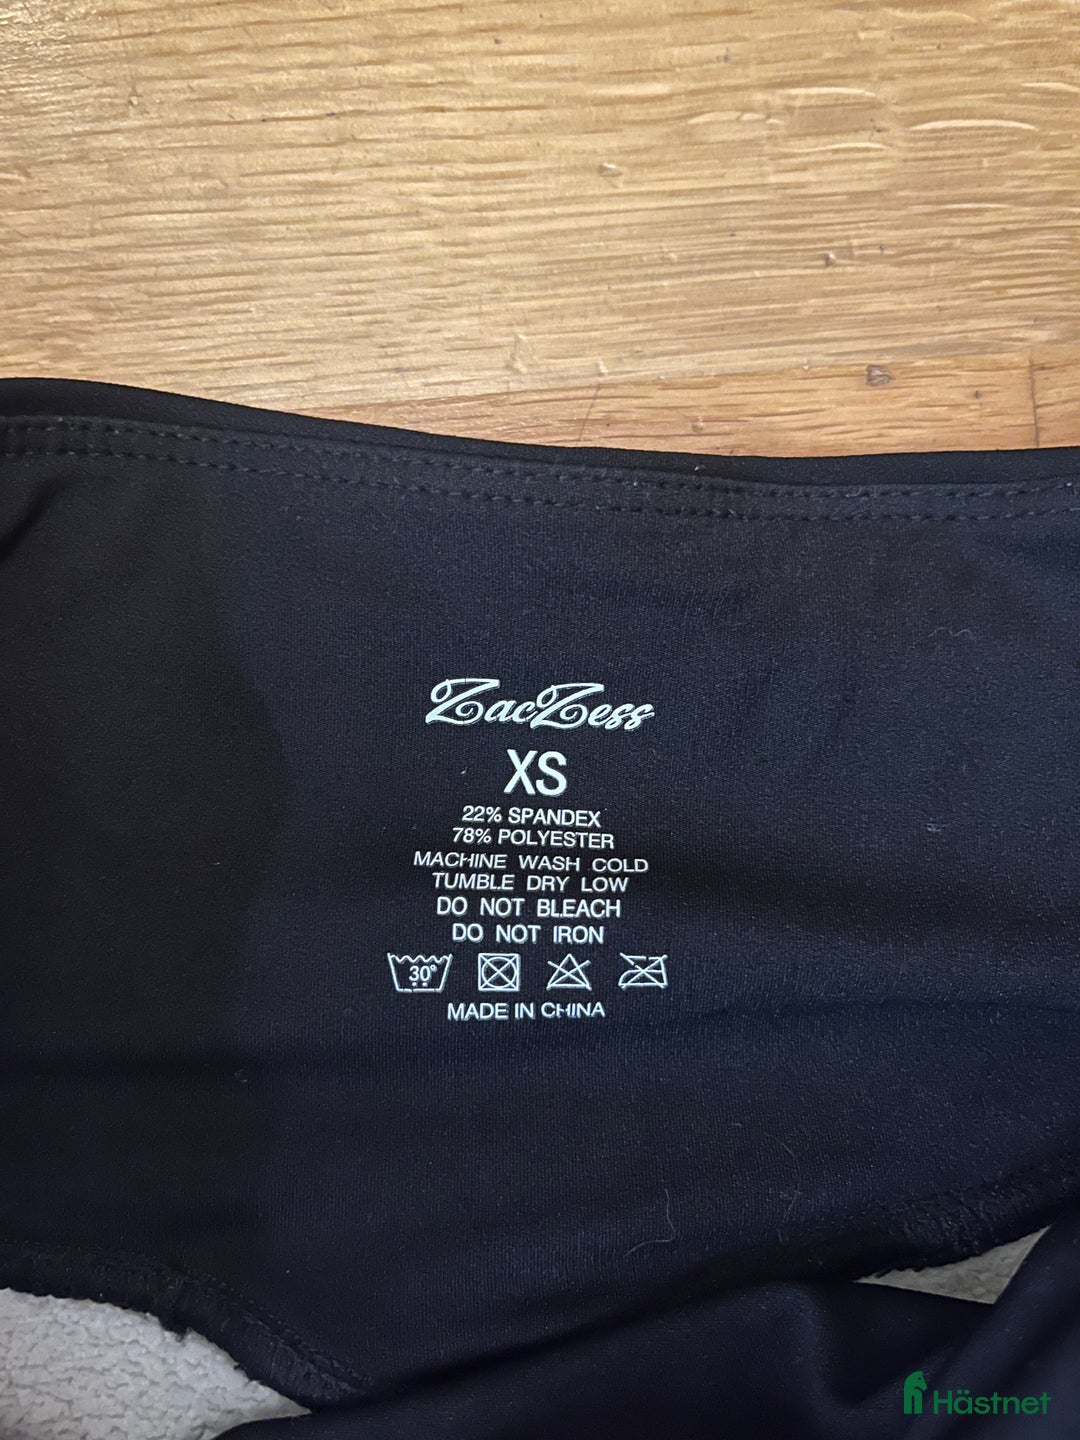 ZacZess
XS
22% SPANDEX
78% POLYESTER
MACHINE WASH COLD
TUMBLE DRY LOW
DO NOT BLEACH
DO NOT IRON
30°
MADE IN CHINA
Hästnet